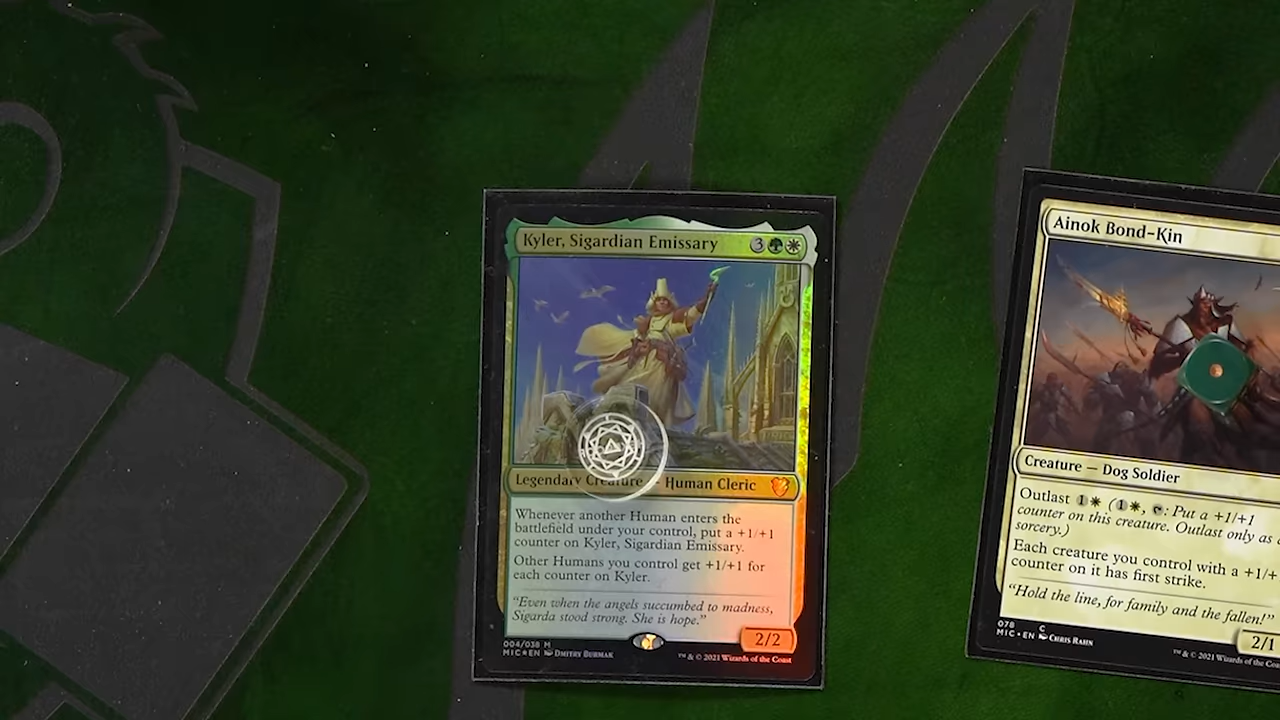 Kyler, Sigardian Emissary 3
Legendary Creature — Human Cleric
Whenever another Human enters the
battlefield under your control, put a +1/+1
counter on Kyler, Sigardian Emissary.
Other Humans you control get +1/+1 for
each counter on Kyler.
“Even when the angels succumbed to madness,
Sigarda stood strong. She is hope.”
2/2
004/038 M
MIC★EN DMITRY BURMAK
™ & © 2021 Wizards of the Coast
Ainok Bond-Kin
Creature — Dog Soldier
Outlast 1 (1, : Put a +1/+1
counter on this creature. Outlast only as a
sorcery.)
Each creature you control with a +1/+
counter on it has first strike.
“Hold the line, for family and the fallen!”
2/1
078 C
MIC • EN CHRIS RAHN
™ & © 2021 Wizards of the Coast